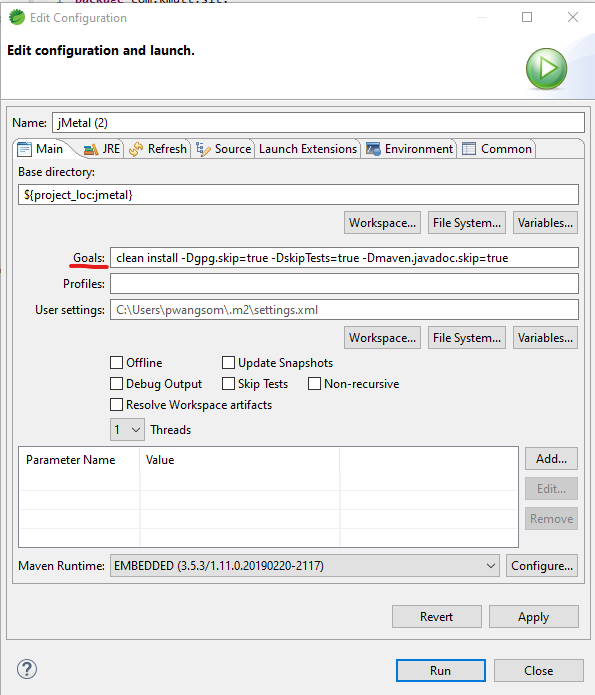 Edit Configuration
Edit configuration and launch.
Name: jMetal (2)
Main JRE Refresh Source Launch Extensions Environment Common
Base directory:
${project_loc:jmetal}
Workspace... File System... Variables...
Goals: clean install -Dgpg.skip=true -DskipTests=true -Dmaven.javadoc.skip=true
Profiles:
User settings: C:\Users\pwangsom\.m2\settings.xml
Workspace... File System... Variables...
Offline Update Snapshots
Debug Output Skip Tests Non-recursive
Resolve Workspace artifacts
1 Threads
Parameter Name Value
Add...
Edit...
Remove
Maven Runtime: EMBEDDED (3.5.3/1.11.0.20190220-2117) Configure...
Revert Apply
? Run Close